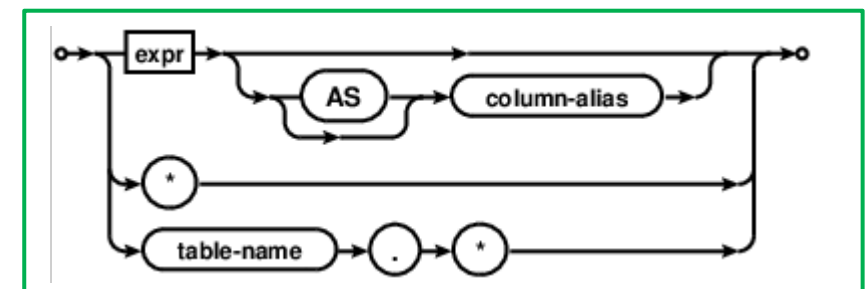 expr
AS column-alias
*
table-name . *